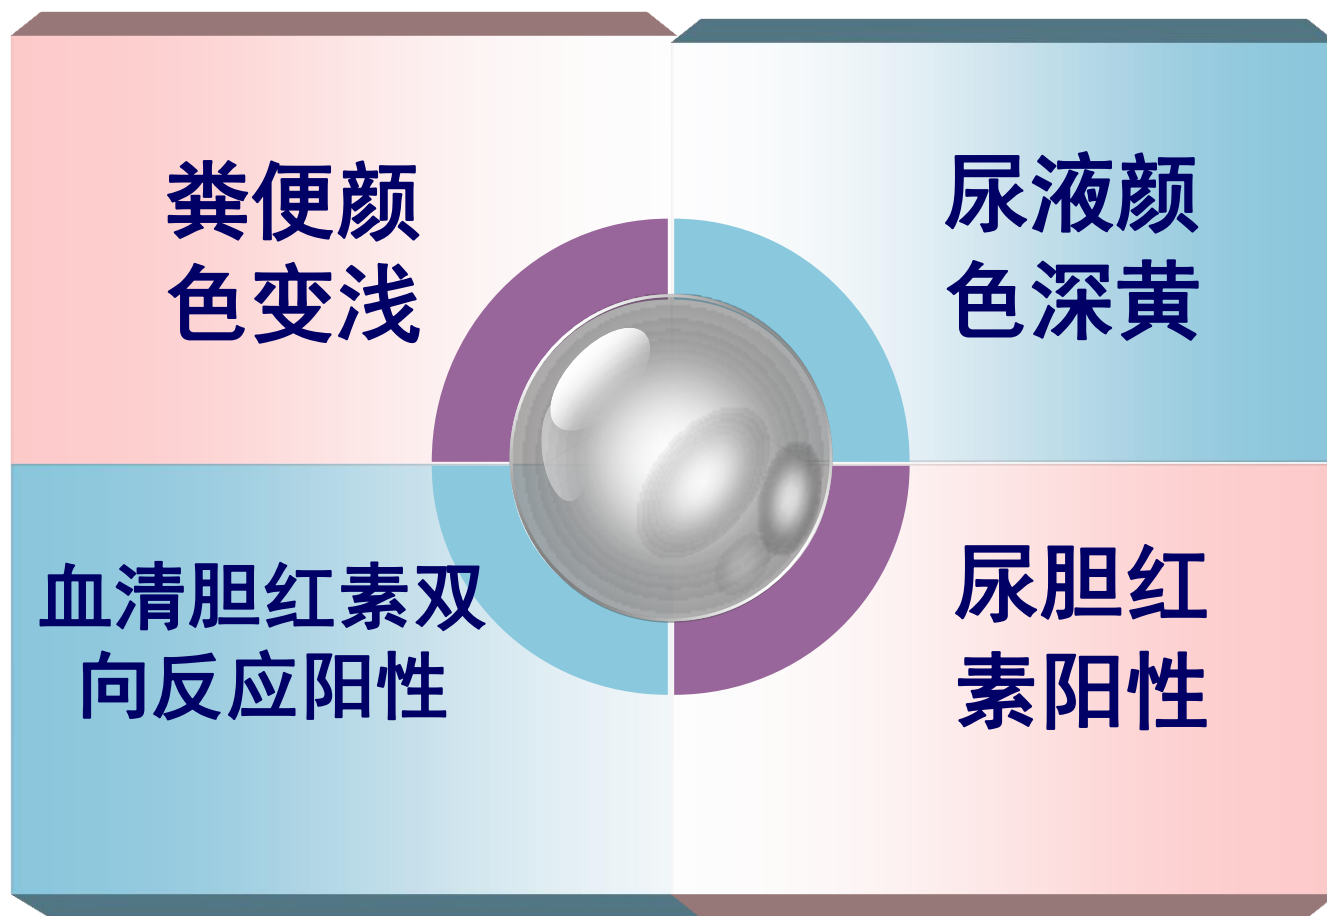 粪便颜
色变浅
尿液颜
色深黄
血清胆红素双
向反应阳性
尿胆红
素阳性